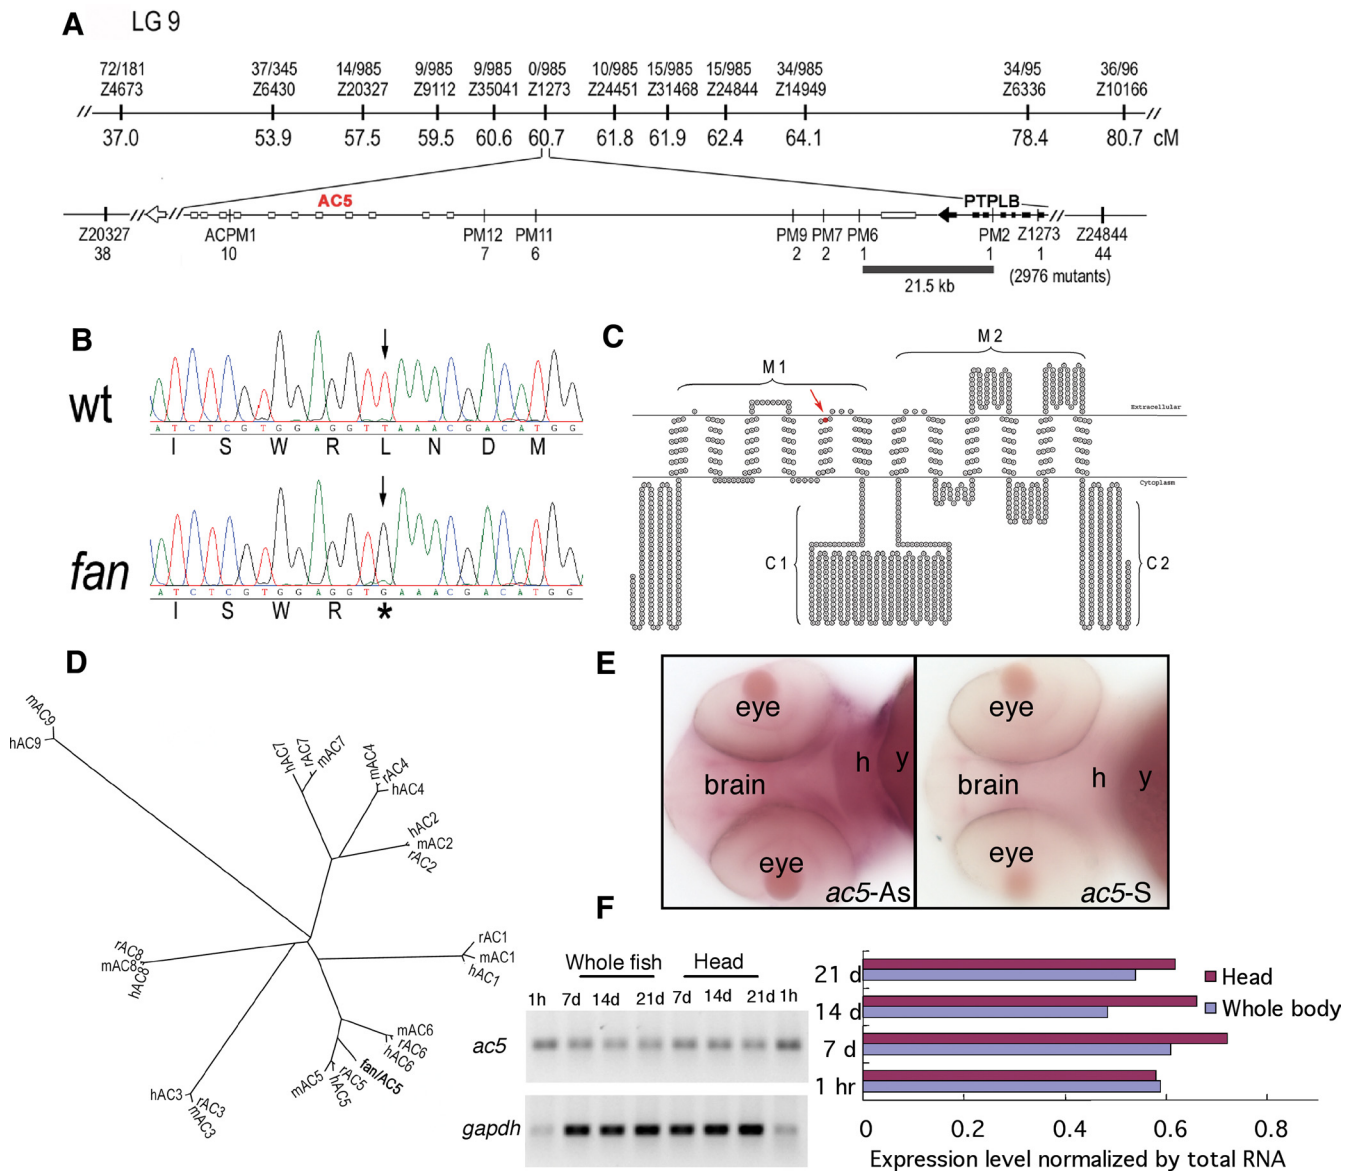 A LG 9
72/181 37/345 14/985 9/985 9/985 0/985 10/985 15/985 15/985 34/985 34/95 36/96
Z4673 Z6430 Z20327 Z9112 Z35041 Z1273 Z24451 Z31468 Z24844 Z14949 Z6336 Z10166
37.0 53.9 57.5 59.5 60.6 60.7 61.8 61.9 62.4 64.1 78.4 80.7 cM
AC5 PTPLB
Z20327 ACPM1 PM12 PM11 PM9 PM7 PM6 PM2 Z1273 Z24844
38 10 7 6 2 2 1 1 1 44
21.5 kb (2976 mutants)
B
wt
A T C T C G T G G A G G T T A A A C G A C A T G G
I S W R L N D M
fan
A T C T C G T G G A G G T G A A A C G A C A T G G
I S W R *
C
M 1 M 2
Extracellular
Cytoplasm
C 1 C 2
D
mAC9
hAC9
hAC7 rAC7 mAC7
mAC4 rAC4 hAC4
hAC2
mAC2
rAC2
rAC8
mAC8
hAC8
rAC1
mAC1
hAC1
mAC6
rAC6
hAC6
fan/AC5
rAC5
hAC5
mAC5
hAC3 rAC3
mAC3
E
eye eye
brain h y brain h y
eye eye
ac5-As ac5-S
F
Whole fish Head
1h 7d 14d 21d 7d 14d 21d 1h
ac5
gapdh
21 d
14 d
7 d
1 hr
Head
Whole body
0 0.2 0.4 0.6 0.8
Expression level normalized by total RNA